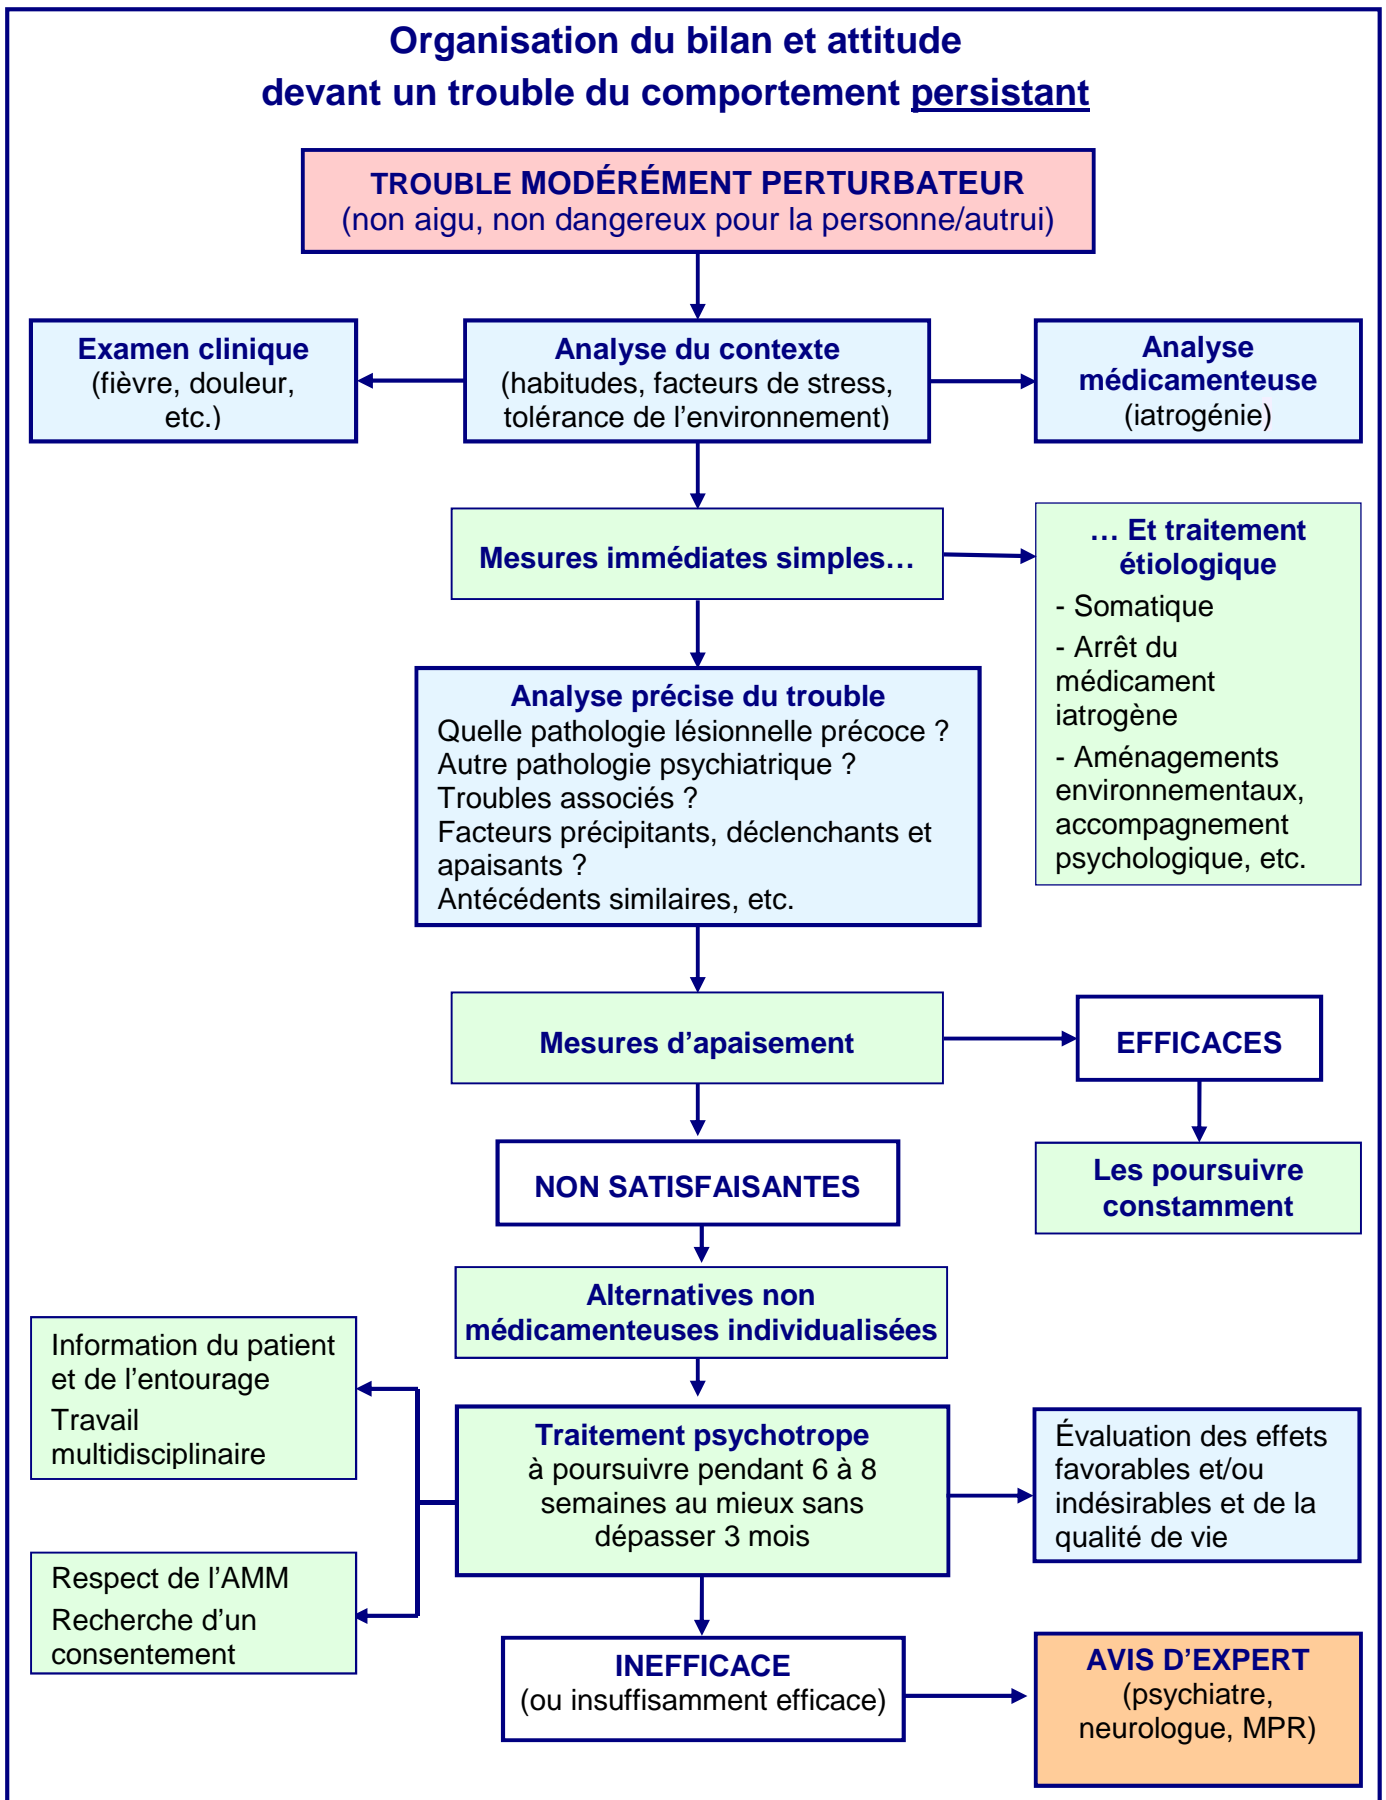 Organisation du bilan et attitude
devant un trouble du comportement persistant
TROUBLE MODÉRÉMENT PERTURBATEUR
(non aigu, non dangereux pour la personne/autrui)
Examen clinique
(fièvre, douleur,
etc.)
Analyse du contexte
(habitudes, facteurs de stress,
tolérance de l’environnement)
Analyse
médicamenteuse
(iatrogénie)
Mesures immédiates simples…
… Et traitement
étiologique
- Somatique
- Arrêt du
médicament
iatrogène
- Aménagements
environnementaux,
accompagnement
psychologique, etc.
Analyse précise du trouble
Quelle pathologie lésionnelle précoce ?
Autre pathologie psychiatrique ?
Troubles associés ?
Facteurs précipitants, déclenchants et
apaisants ?
Antécédents similaires, etc.
Mesures d’apaisement
EFFICACES
Les poursuivre
constamment
NON SATISFAISANTES
Alternatives non
médicamenteuses individualisées
Information du patient
et de l’entourage
Travail
multidisciplinaire
Traitement psychotrope
à poursuivre pendant 6 à 8
semaines au mieux sans
dépasser 3 mois
Évaluation des effets
favorables et/ou
indésirables et de la
qualité de vie
Respect de l’AMM
Recherche d’un
consentement
INEFFICACE
(ou insuffisamment efficace)
AVIS D’EXPERT
(psychiatre,
neurologue, MPR)